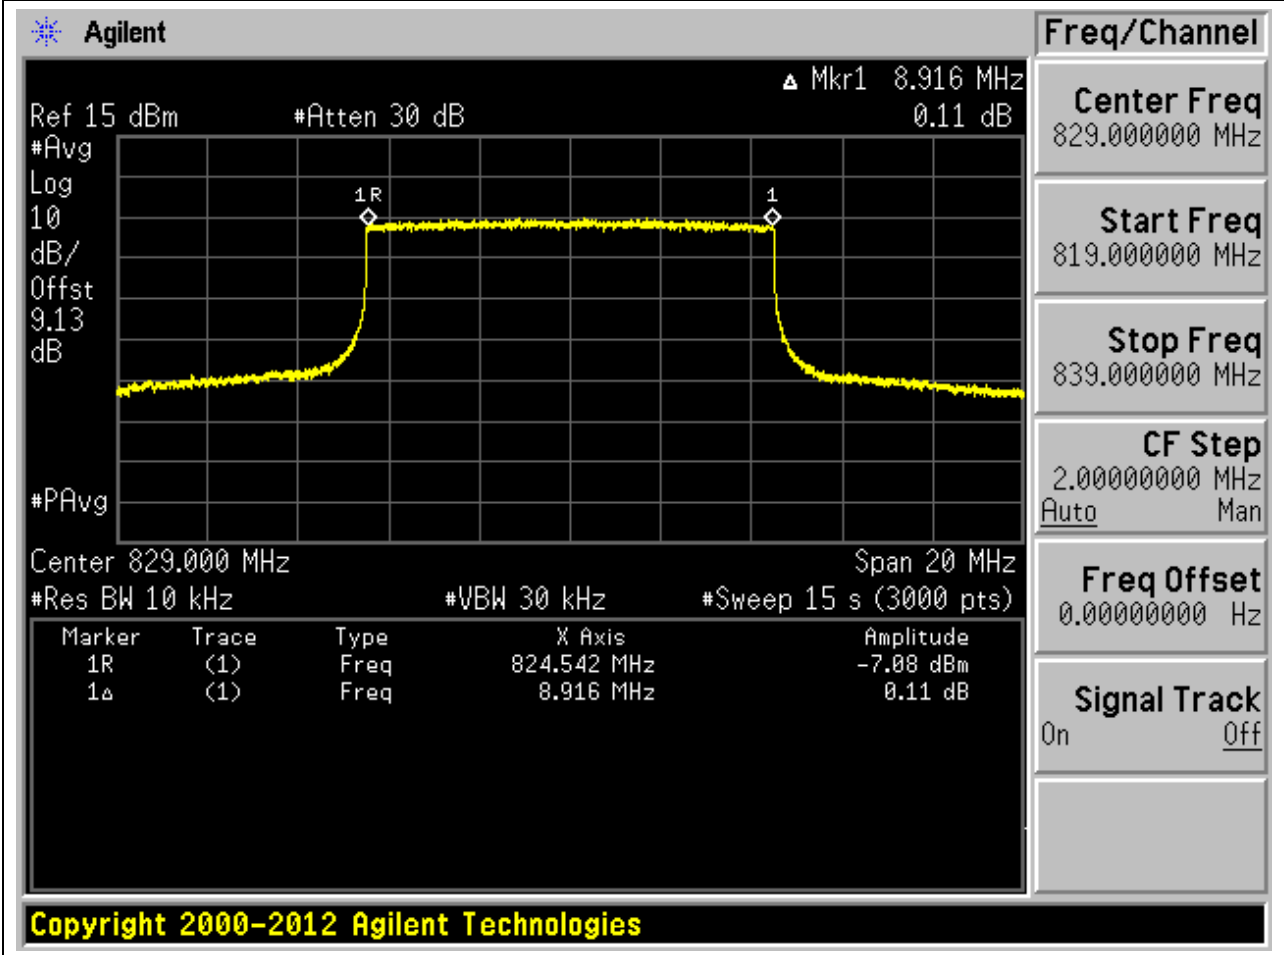 Agilent
Freq/Channel
Δ Mkr1 8.916 MHz
Ref 15 dBm #Atten 30 dB 0.11 dB
#Avg
Log
10
dB/
Offst
9.13
dB
1R 1
#PAvg
Center 829.000 MHz Span 20 MHz
#Res BW 10 kHz #VBW 30 kHz #Sweep 15 s (3000 pts)
Marker Trace Type X Axis Amplitude
1R (1) Freq 824.542 MHz -7.08 dBm
1Δ (1) Freq 8.916 MHz 0.11 dB
Center Freq
829.000000 MHz
Start Freq
819.000000 MHz
Stop Freq
839.000000 MHz
CF Step
2.00000000 MHz
Auto Man
Freq Offset
0.00000000 Hz
Signal Track
On Off
Copyright 2000-2012 Agilent Technologies